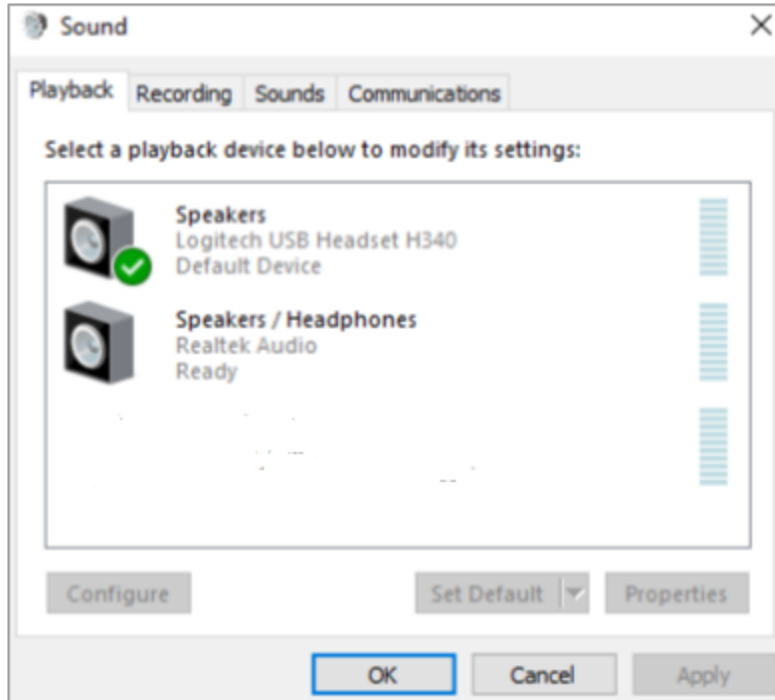 Sound
Playback Recording Sounds Communications
Select a playback device below to modify its settings:
Speakers
Logitech USB Headset H340
Default Device
Speakers / Headphones
Realtek Audio
Ready
Configure Set Default Properties
OK Cancel Apply